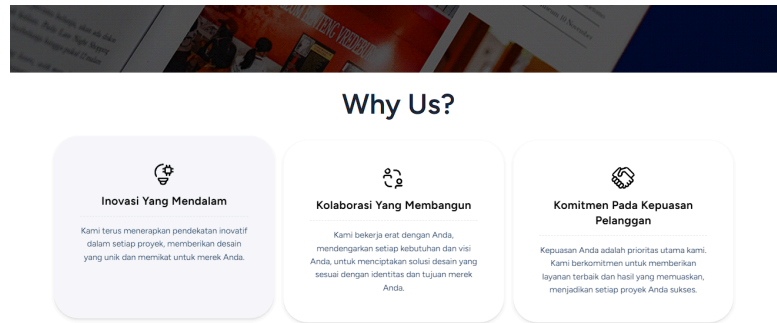 TENG VREDEBU
Why Us?
Inovasi Yang Mendalam
Kami terus menerapkan pendekatan inovatif
dalam setiap proyek, memberikan desain
yang unik dan memikat untuk merek Anda.
Kolaborasi Yang Membangun
Kami bekerja erat dengan Anda,
mendengarkan setiap kebutuhan dan visi
Anda, untuk menciptakan solusi desain yang
sesuai dengan identitas dan tujuan merek
Anda.
Komitmen Pada Kepuasan
Pelanggan
Kepuasan Anda adalah prioritas utama kami.
Kami berkomitmen untuk memberikan
layanan terbaik dan hasil yang memuaskan,
menjadikan setiap proyek Anda sukses.